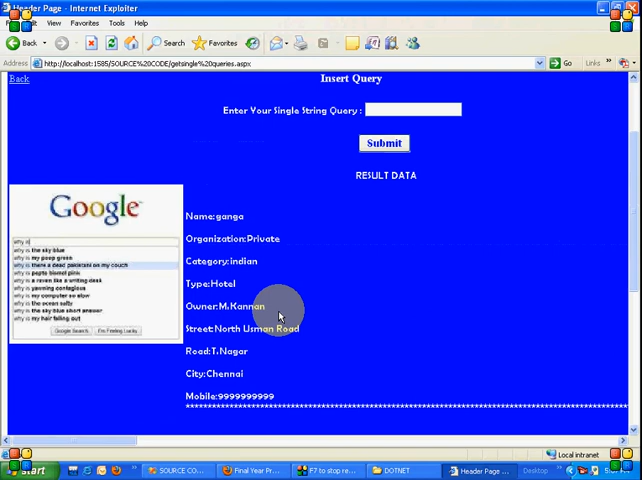 Header Page - Internet Exploiter
View Favorites Tools Help
Back Search Favorites
Address http://localhost:1585/SOURCE%20CODE/getsingle%20queries.aspx Go Links
Back
Insert Query
Enter Your Single String Query :
Submit
RESULT DATA
Google
why is
why is the sky blue
why is my poop green
why is there a dead pakistani on my couch
why is pepto bismol pink
why is a raven like a writing desk
why is yawning contagious
why is my computer so slow
why is the ocean salty
why is the sky blue short answer
why is my hair falling out
Google Search I'm Feeling Lucky
Name:ganga
Organization:Private
Category:indian
Type:Hotel
Owner:M.Kannan
Street:North Usman Road
Road:T.Nagar
City:Chennai
Mobile:9999999999
Local intranet
start SOURCE CO... Final Year Pr... F7 to stop re... DOTNET Header Page ... Desktop